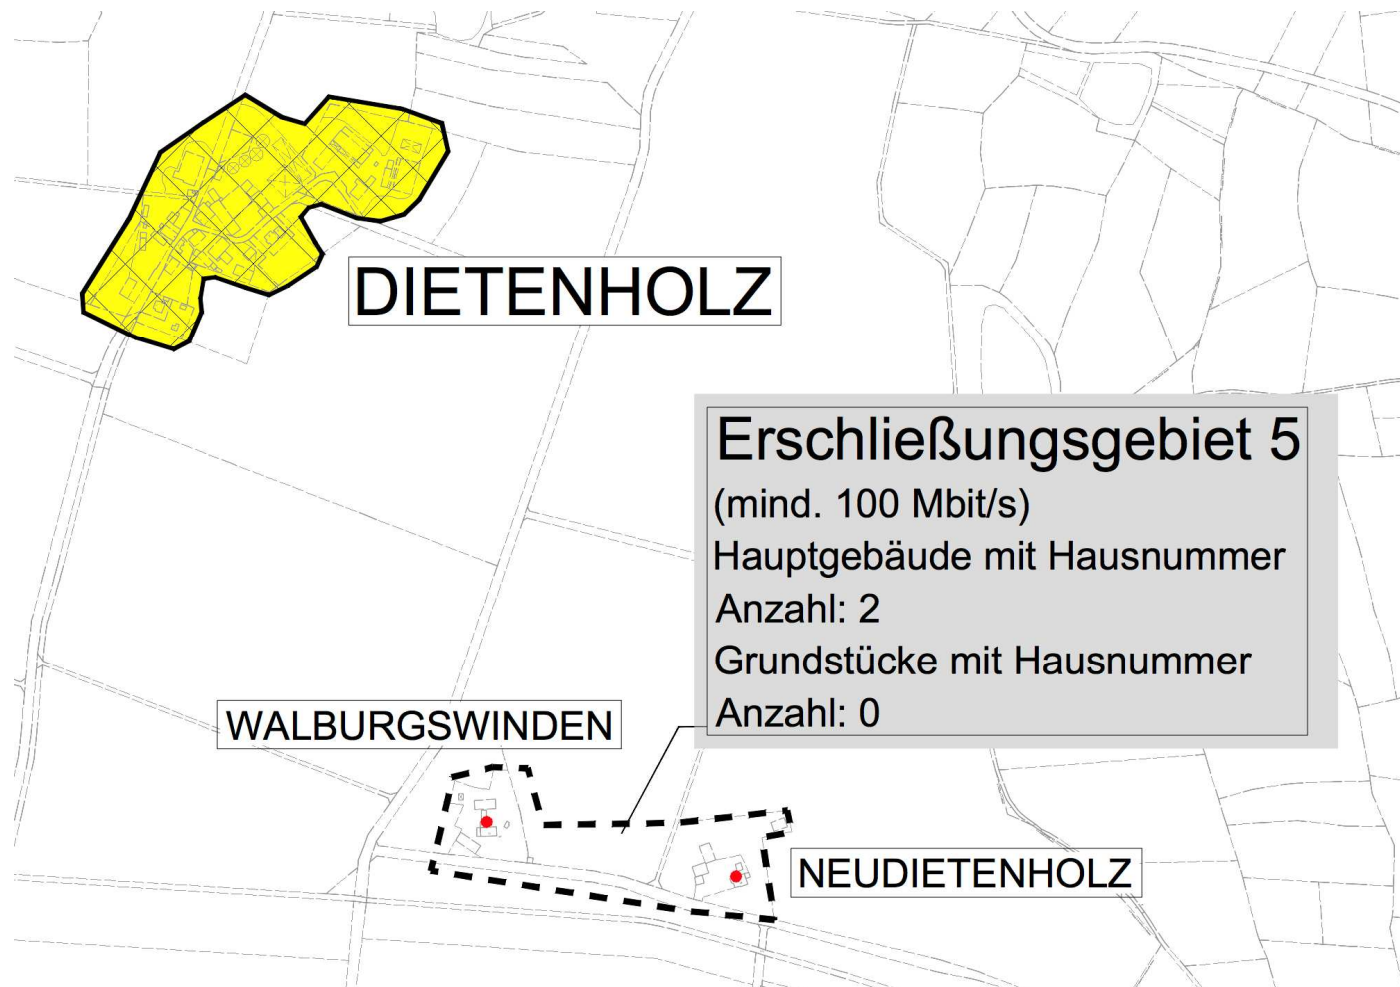 DIETENHOLZ
Erschließungsgebiet 5
(mind. 100 Mbit/s)
Hauptgebäude mit Hausnummer
Anzahl: 2
Grundstücke mit Hausnummer
Anzahl: 0
WALBURGSWINDEN
NEUDIETENHOLZ